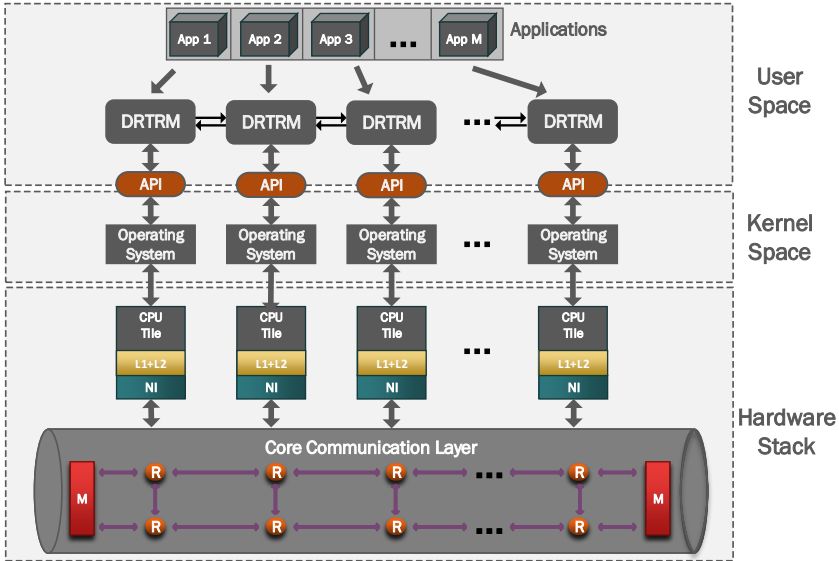 App 1 App 2 App 3 ... App M Applications
User
Space
DRTRM DRTRM DRTRM ... DRTRM
API API API API
Kernel
Space
Operating
System
Operating
System
Operating
System
...
Operating
System
CPU
Tile
L1+L2
NI
CPU
Tile
L1+L2
NI
CPU
Tile
L1+L2
NI
...
CPU
Tile
L1+L2
NI
Hardware
Stack
Core Communication Layer
M R R R ... R M
R R R ... R